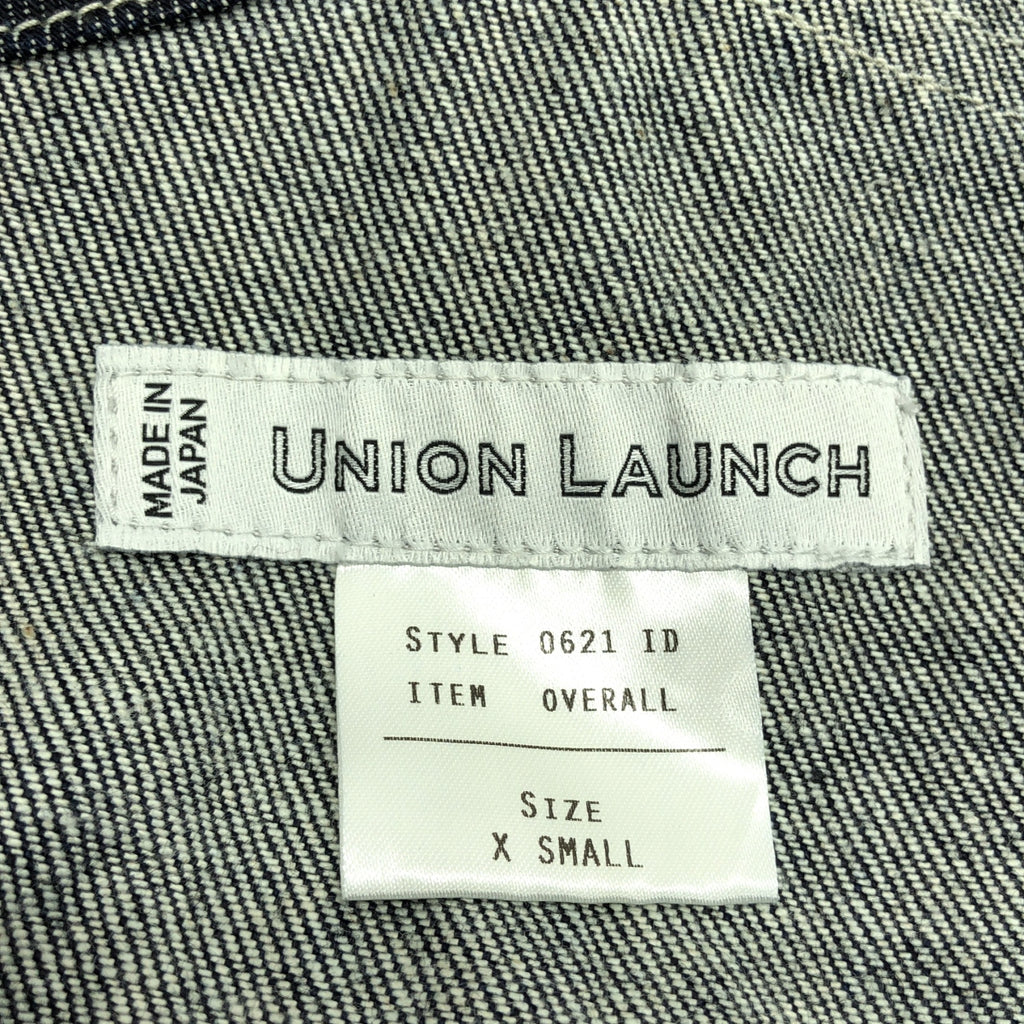 MADE IN
JAPAN
UNION LAUNCH
STYLE 0621 ID
ITEM OVERALL
SIZE
X SMALL